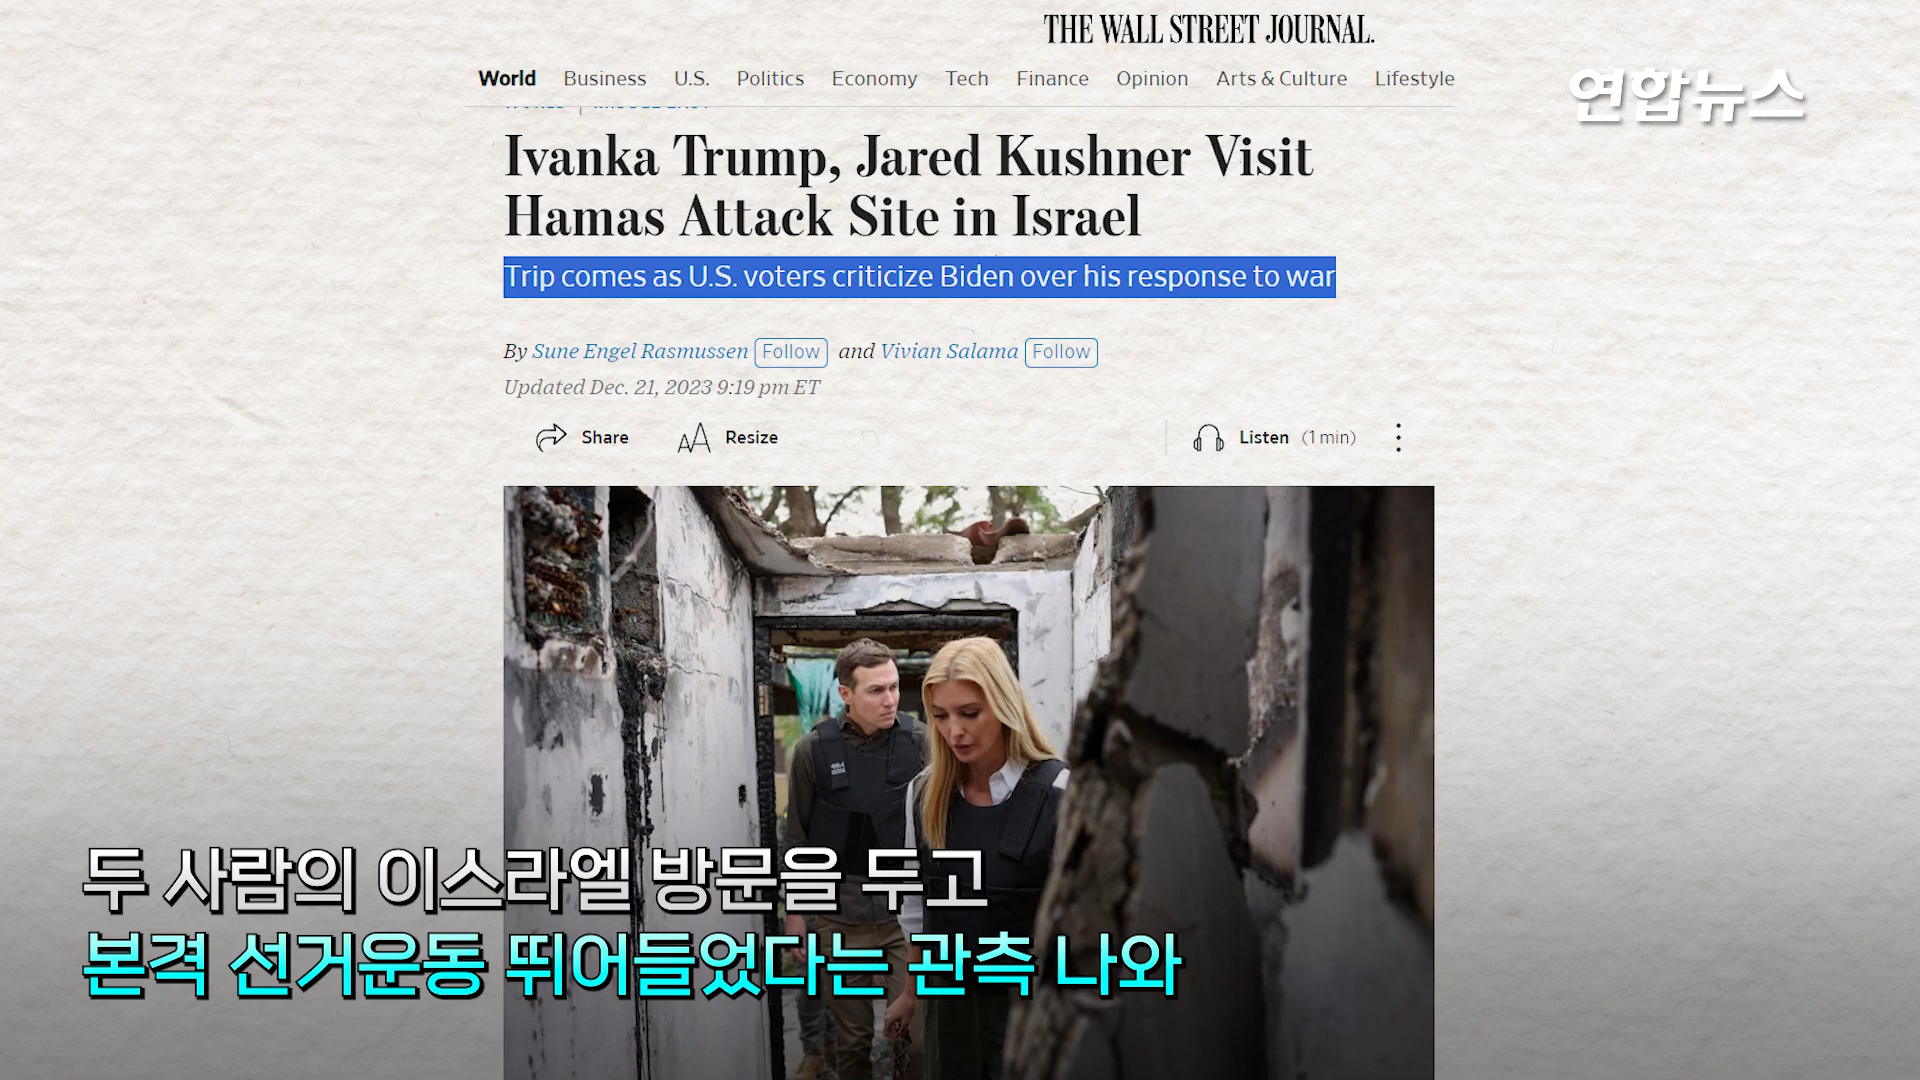 THE WALL STREET JOURNAL.
World Business U.S. Politics Economy Tech Finance Opinion Arts & Culture Lifestyle
연합뉴스
Ivanka Trump, Jared Kushner Visit
Hamas Attack Site in Israel
Trip comes as U.S. voters criticize Biden over his response to war
By Sune Engel Rasmussen Follow and Vivian Salama Follow
Updated Dec. 21, 2023 9:19 pm ET
Share Resize Listen (1 min)
두 사람의 이스라엘 방문을 두고
본격 선거운동 뛰어들었다는 관측 나와